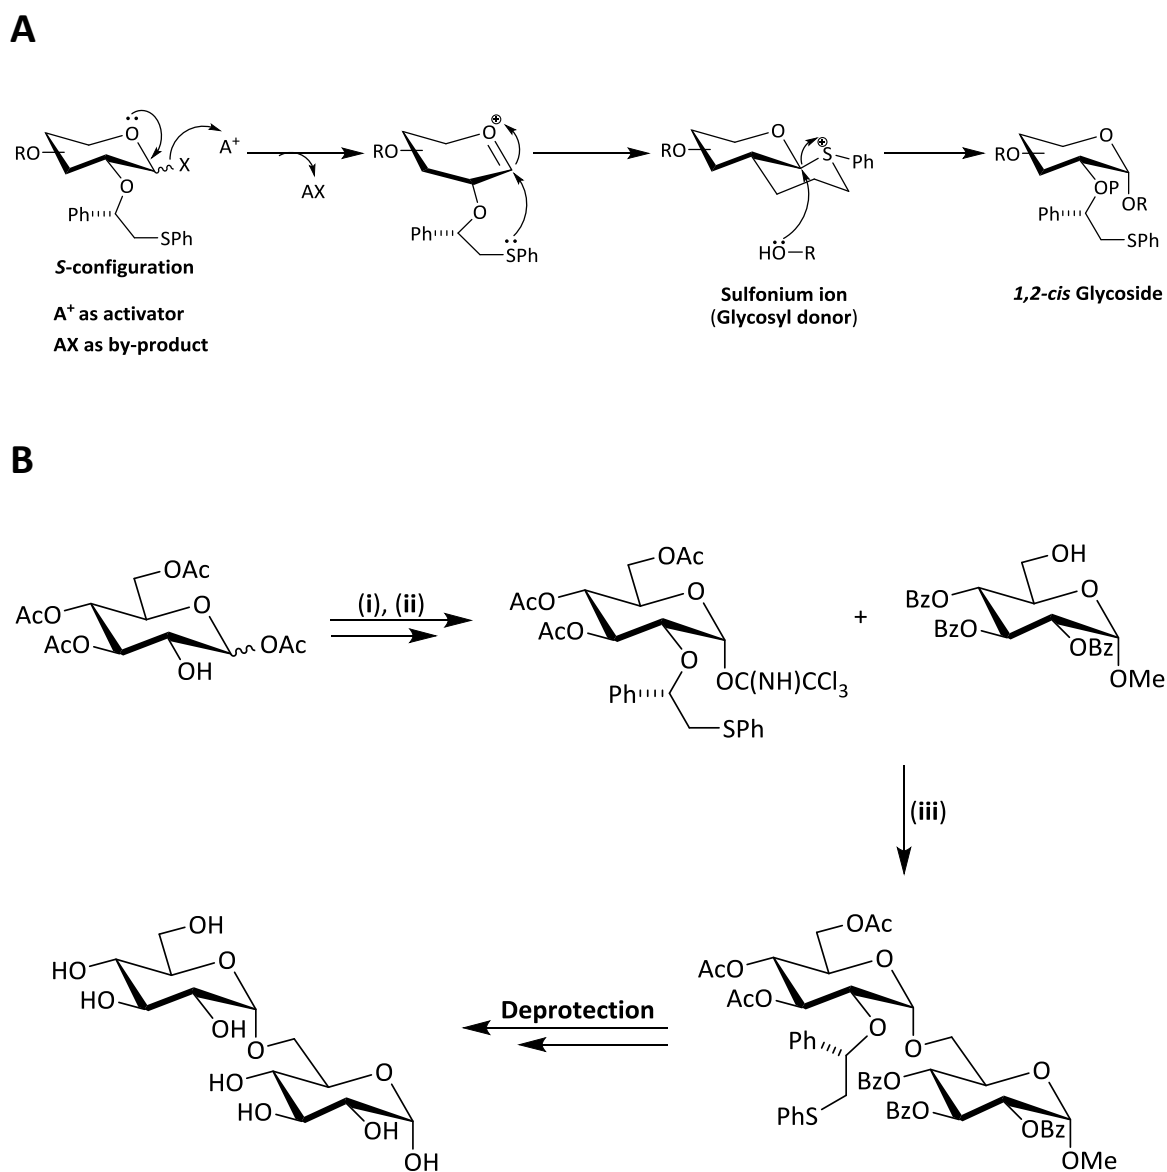 A
O
RO
X
A⁺
O
Ph
SPh
S-configuration
A⁺ as activator
AX as by-product
AX
O
⊕
RO
O
Ph
SPh
O
⊕
RO
S
Ph
HO R
Sulfonium ion
(Glycosyl donor)
O
RO
OP
OR
Ph
SPh
1,2-cis Glycoside
B
OAc
O
AcO
AcO
OAc
OH
(i), (ii)
OAc
O
AcO
AcO
O
OC(NH)CCl₃
Ph
SPh
+
OH
O
BzO
BzO
OBz
OMe
(iii)
OAc
O
AcO
AcO
O
Ph
O
PhS
O
BzO
BzO
OBz
OMe
Deprotection
OH
O
HO
HO
OH
O
O
HO
HO
OH
OH